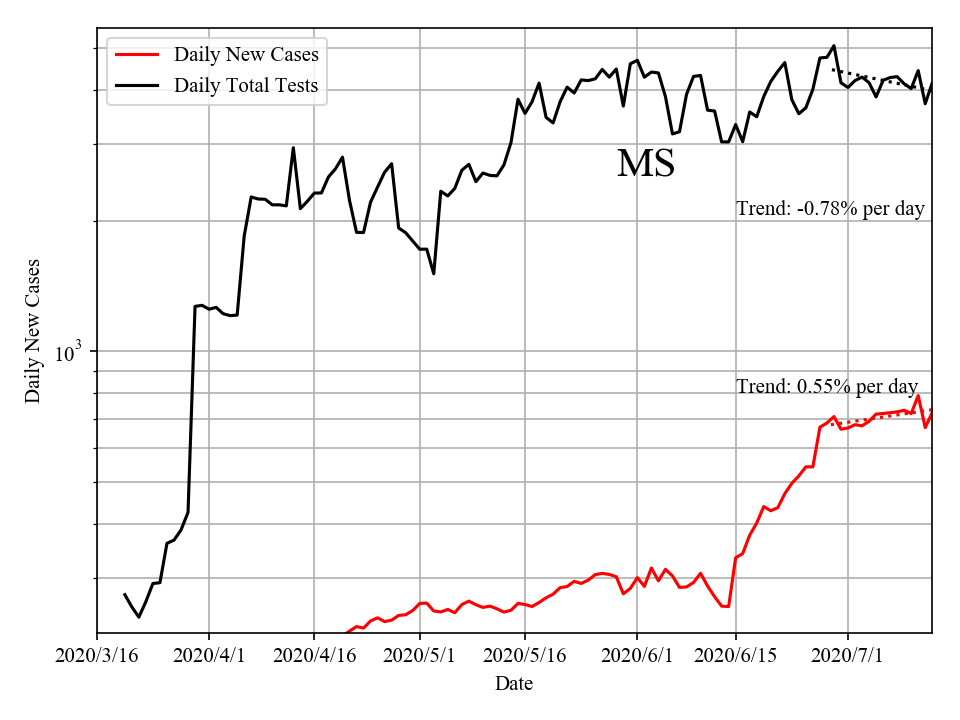 Daily New Cases
Daily Total Tests
MS
Trend: -0.78% per day
Trend: 0.55% per day
Daily New Cases
10³
2020/3/16 2020/4/1 2020/4/16 2020/5/1 2020/5/16 2020/6/1 2020/6/15 2020/7/1
Date